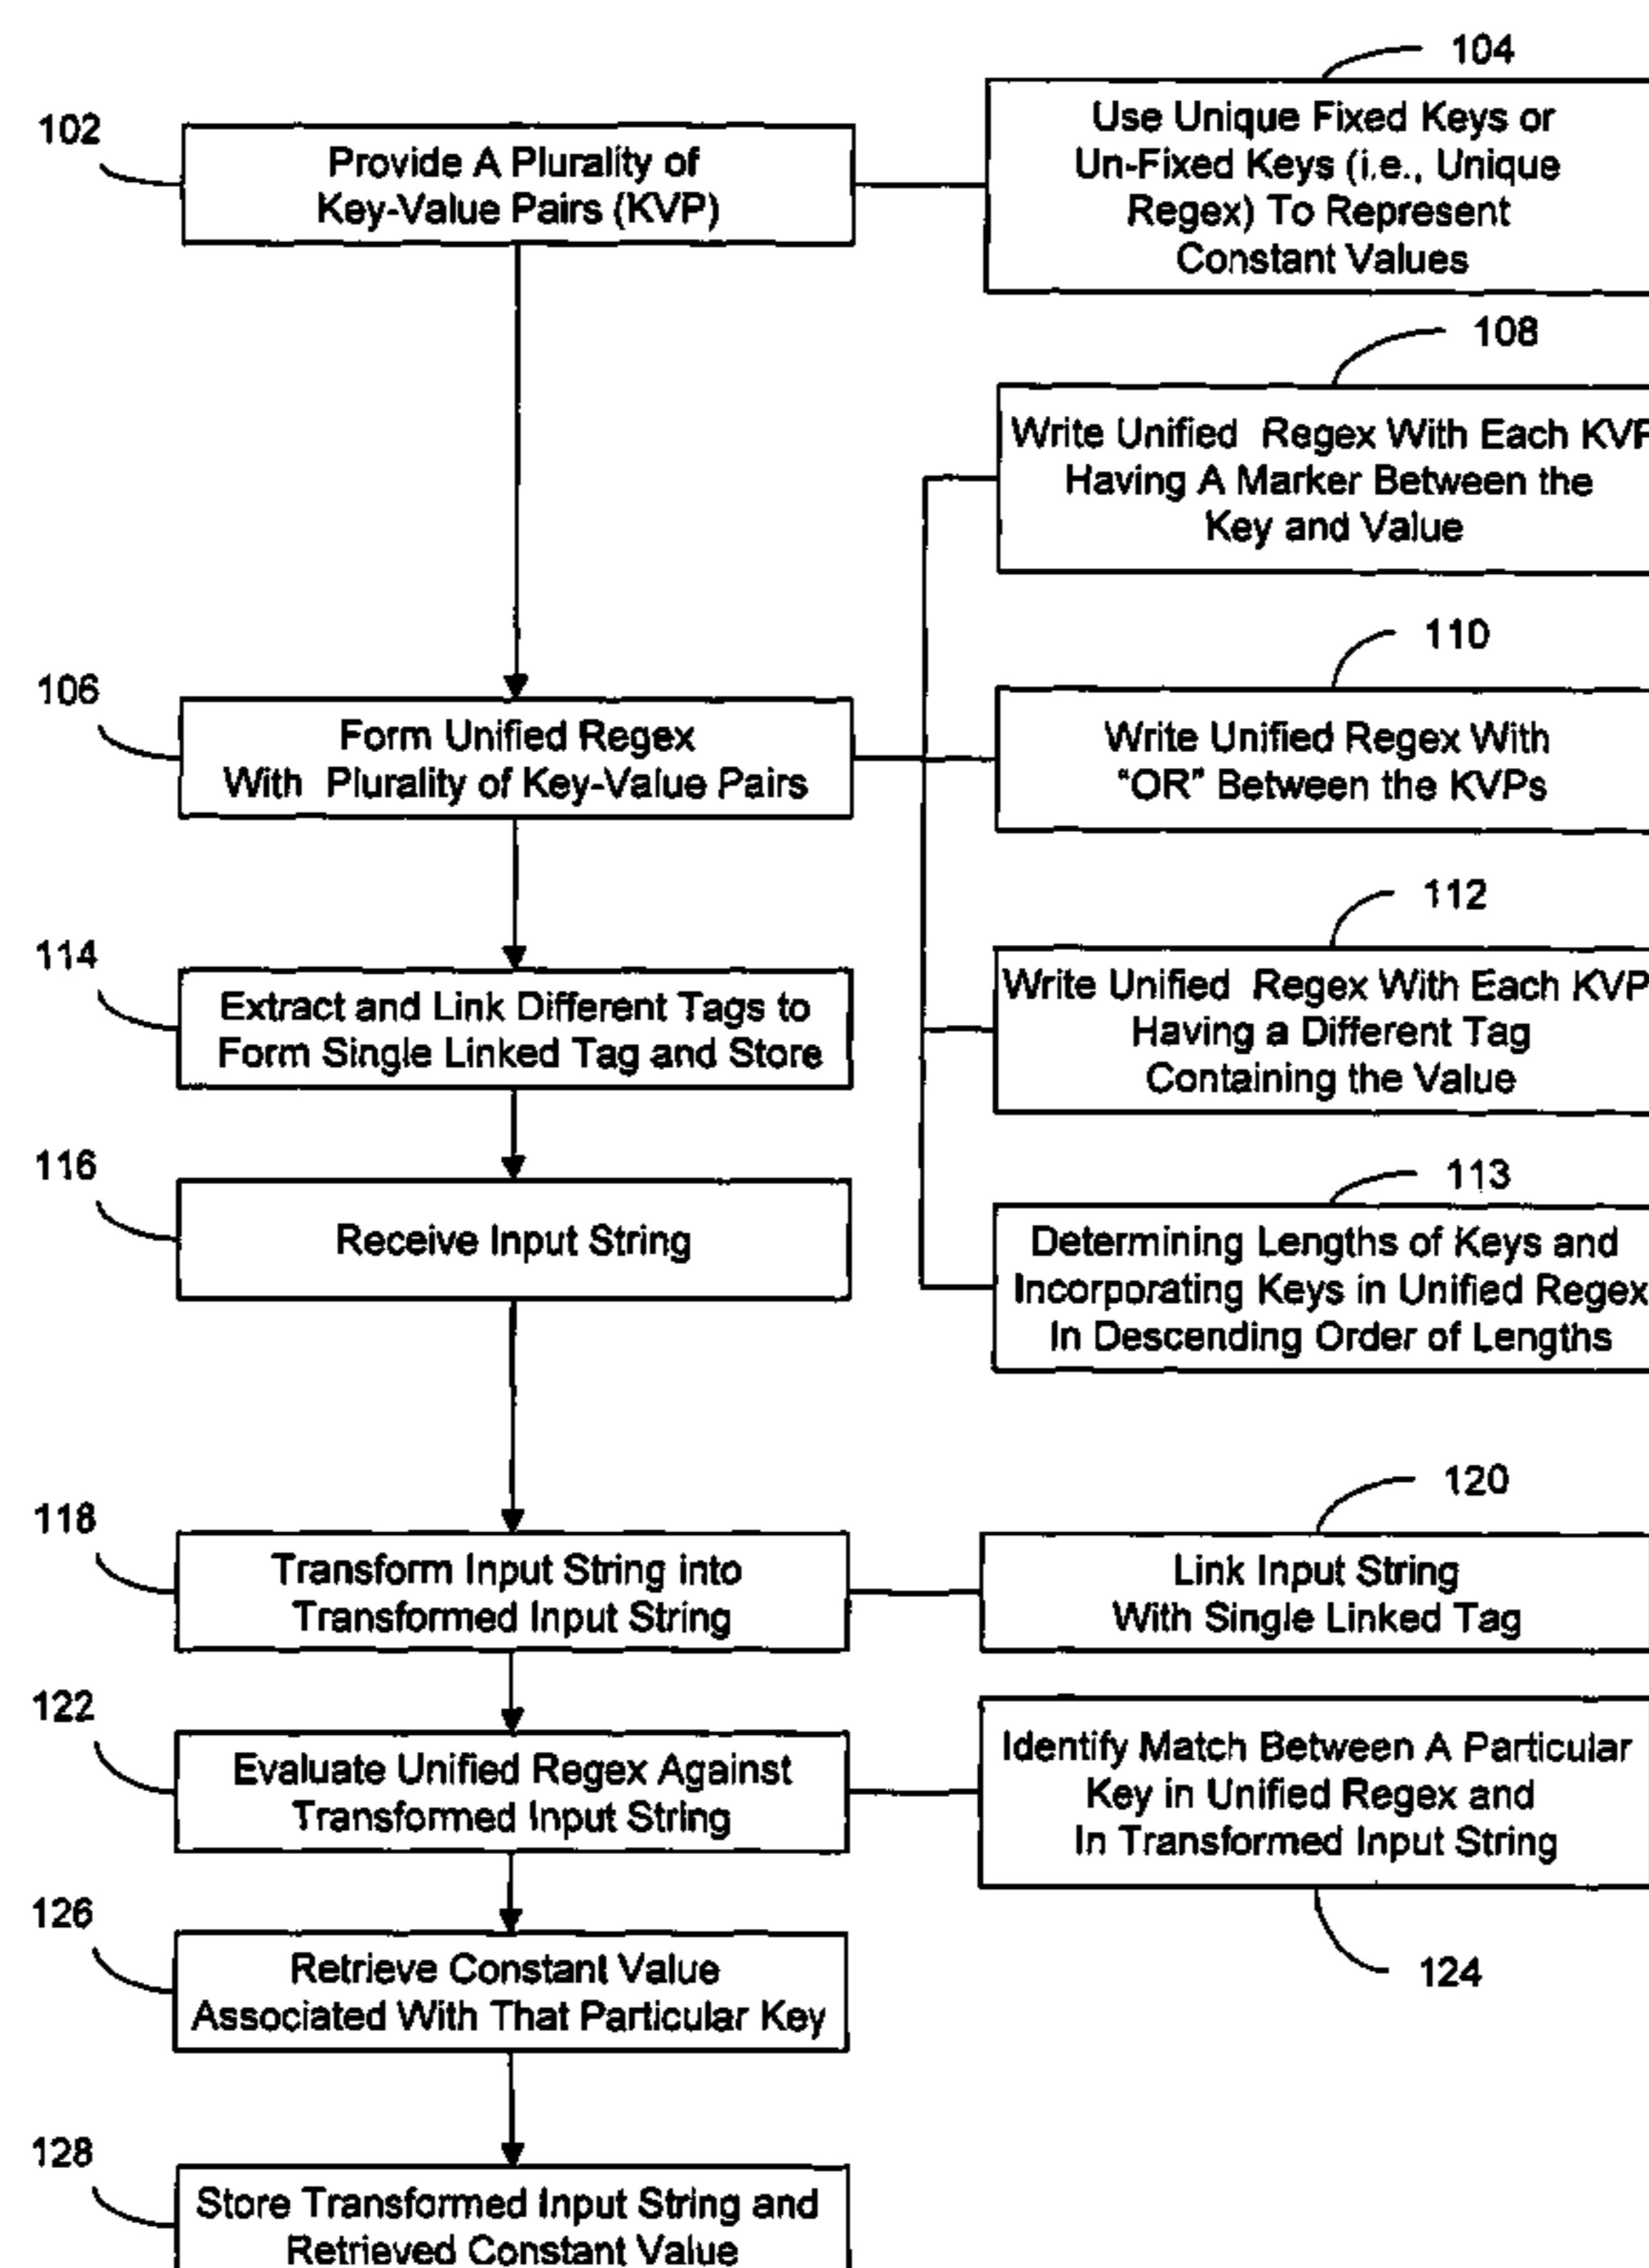 104
102
Provide A Plurality of
Key-Value Pairs (KVP)
Use Unique Fixed Keys or
Un-Fixed Keys (i.e., Unique
Regex) To Represent
Constant Values
108
Write Unified Regex With Each KVP
Having A Marker Between the
Key and Value
110
106
Form Unified Regex
With Plurality of Key-Value Pairs
Write Unified Regex With
"OR" Between the KVPs
112
114
Extract and Link Different Tags to
Form Single Linked Tag and Store
Write Unified Regex With Each KVP
Having a Different Tag
Containing the Value
116
Receive Input String
113
Determining Lengths of Keys and
Incorporating Keys in Unified Regex
In Descending Order of Lengths
118
Transform Input String into
Transformed Input String
120
Link Input String
With Single Linked Tag
122
Evaluate Unified Regex Against
Transformed Input String
Identify Match Between A Particular
Key in Unified Regex and
In Transformed Input String
124
126
Retrieve Constant Value
Associated With That Particular Key
128
Store Transformed Input String and
Retrieved Constant Value